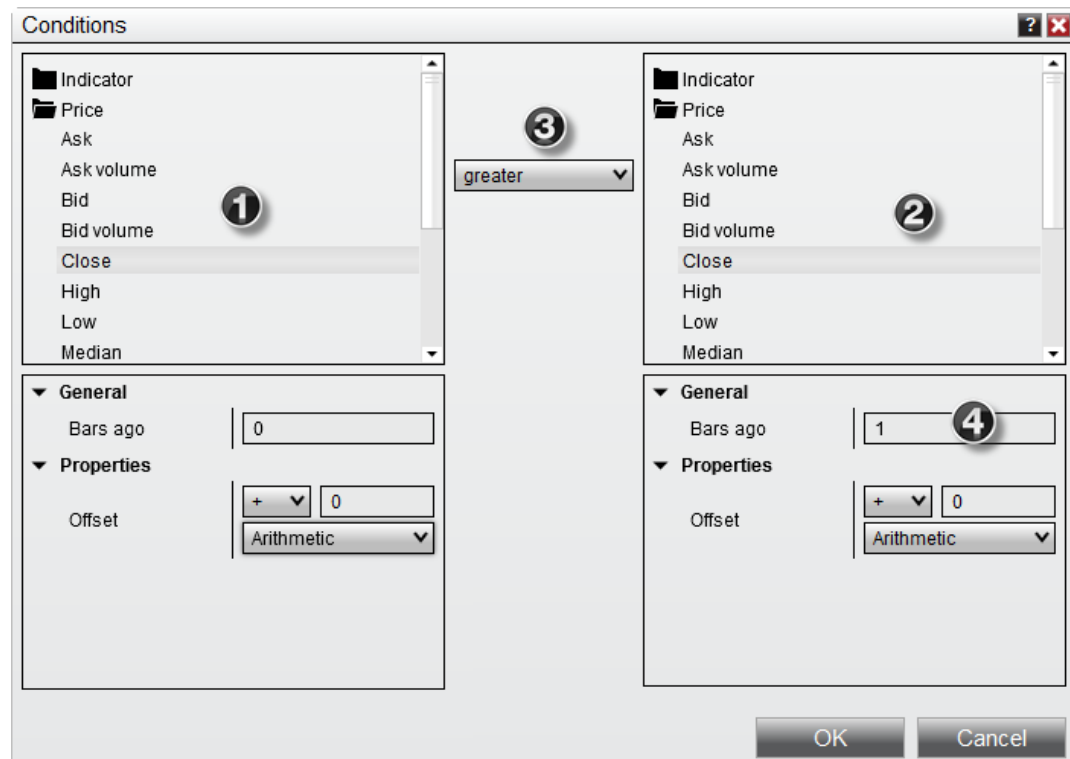 Conditions
?
Indicator
Price
Ask
Ask volume
Bid
Bid volume
Close
High
Low
Median
1
3
greater
Indicator
Price
Ask
Ask volume
Bid
Bid volume
Close
High
Low
Median
2
General
Bars ago 0
Properties
Offset + 0
Arithmetic
General
Bars ago 1 4
Properties
Offset + 0
Arithmetic
OK Cancel